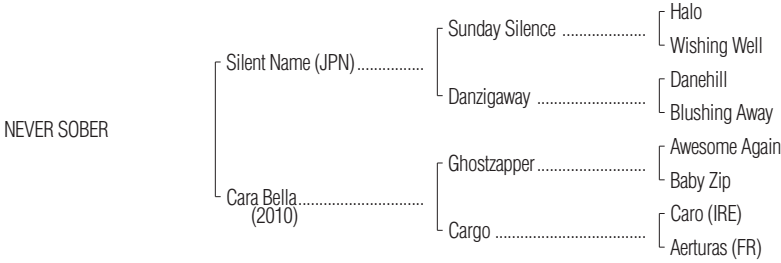 Halo
Sunday Silence ....................
Wishing Well
Silent Name (JPN) ................
Danehill
Danzigaway ..........................
Blushing Away
NEVER SOBER
Awesome Again
Ghostzapper ..........................
Baby Zip
Cara Bella ..............................
(2010)
Caro (IRE)
Cargo ....................................
Aerturas (FR)